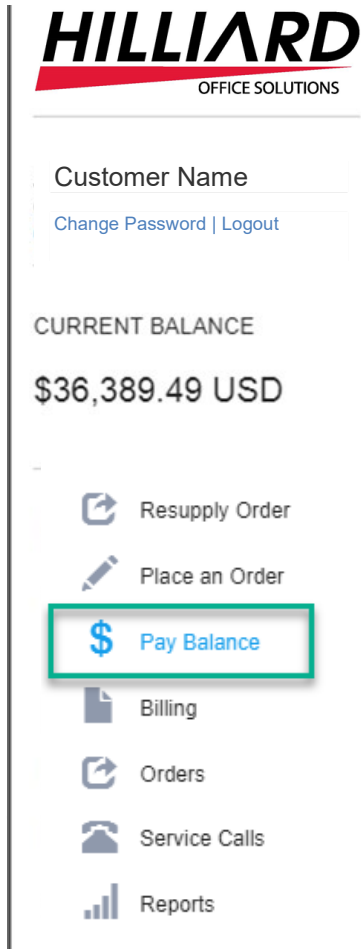 HILLIARD
OFFICE SOLUTIONS
Customer Name
Change Password | Logout
CURRENT BALANCE
$36,389.49 USD
Resupply Order
Place an Order
$ Pay Balance
Billing
Orders
Service Calls
Reports